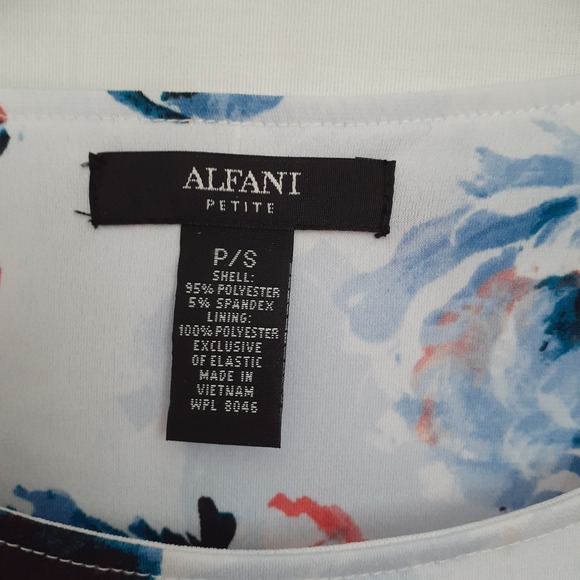 ALFANI
PETITE
P/S
SHELL:
95% POLYESTER
5% SPANDEX
LINING:
100% POLYESTER
EXCLUSIVE
OF ELASTIC
MADE IN
VIETNAM
WPL 8046